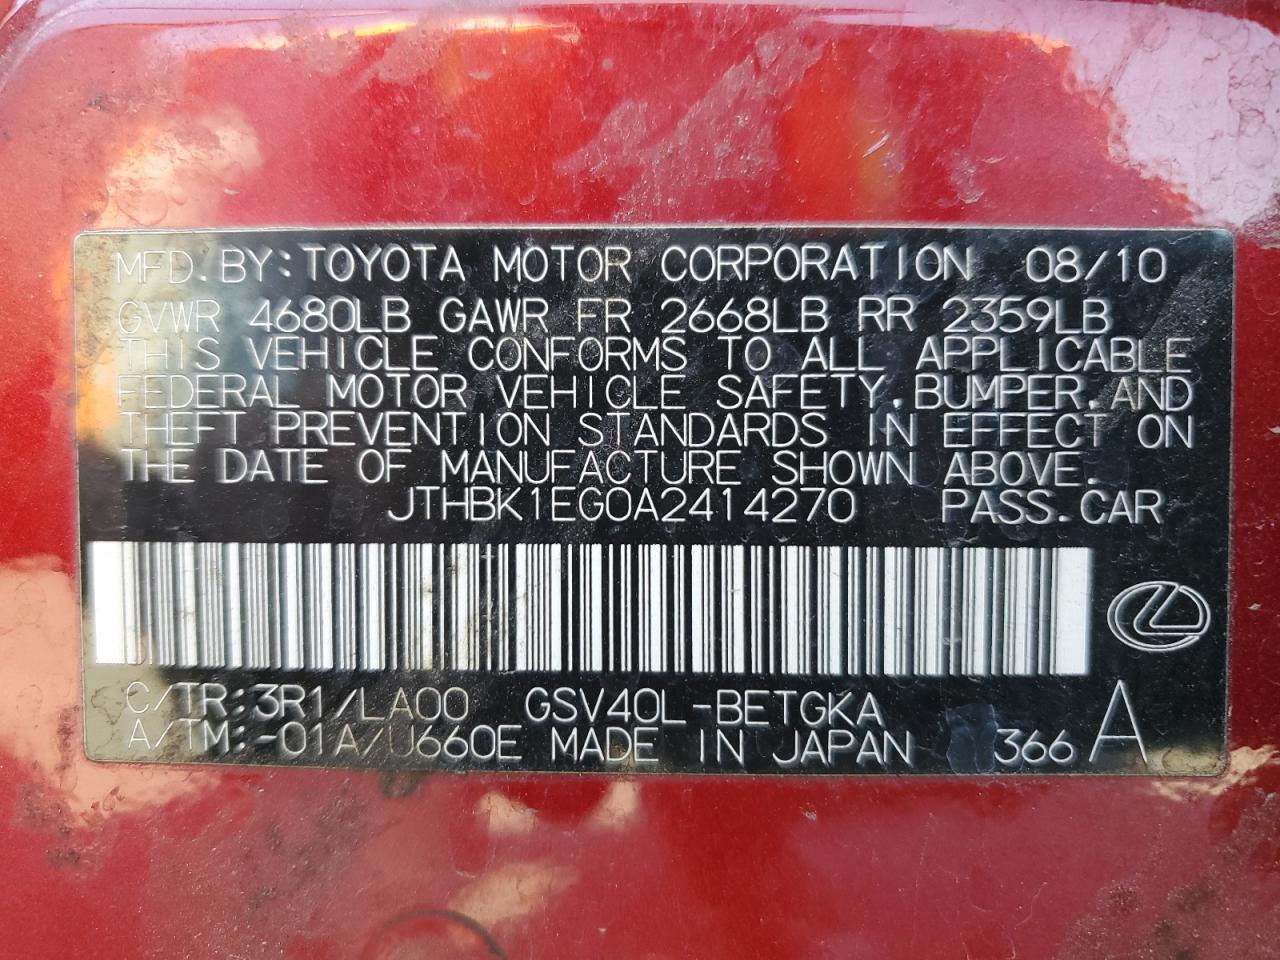 MFD. BY: TOYOTA MOTOR CORPORATION 08/10
GVWR 4680LB GAWR FR 2668LB RR 2359LB
THIS VEHICLE CONFORMS TO ALL APPLICABLE
FEDERAL MOTOR VEHICLE SAFETY, BUMPER, AND
THEFT PREVENTION STANDARDS IN EFFECT ON
THE DATE OF MANUFACTURE SHOWN ABOVE.
JTHBK1EG0A2414270 PASS. CAR
C/TR: 3R1/LA00 GSV40L-BETGKA
A/TM: -01A/U660E MADE IN JAPAN 366 A